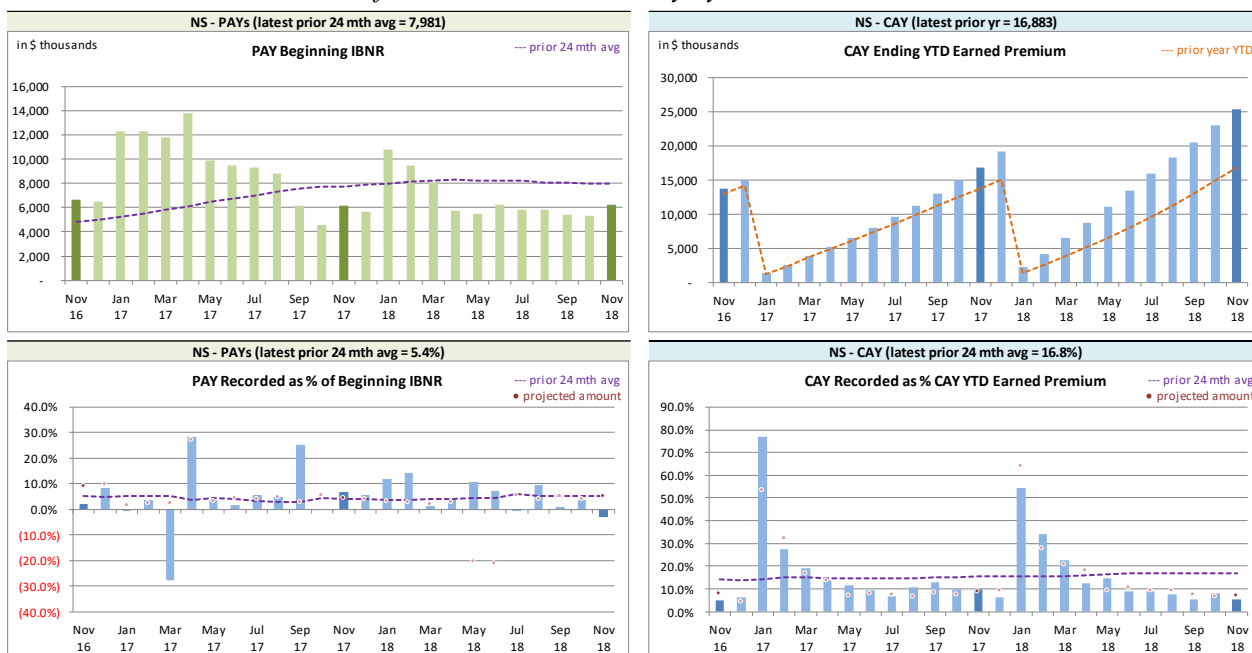 NS - PAYs (latest prior 24 mth avg = 7,981)
in $ thousands
PAY Beginning IBNR
--- prior 24 mth avg
16,000
14,000
12,000
10,000
8,000
6,000
4,000
2,000
-
Nov Jan Mar May Jul Sep Nov Jan Mar May Jul Sep Nov
16 17 17 17 17 17 17 18 18 18 18 18 18
NS - CAY (latest prior yr = 16,883)
in $ thousands
CAY Ending YTD Earned Premium
--- prior year YTD
30,000
25,000
20,000
15,000
10,000
5,000
-
Nov Jan Mar May Jul Sep Nov Jan Mar May Jul Sep Nov
16 17 17 17 17 17 17 18 18 18 18 18 18
NS - PAYs (latest prior 24 mth avg = 5.4%)
PAY Recorded as % of Beginning IBNR
--- prior 24 mth avg
• projected amount
40.0%
30.0%
20.0%
10.0%
0.0%
(10.0%)
(20.0%)
(30.0%)
(40.0%)
Nov Jan Mar May Jul Sep Nov Jan Mar May Jul Sep Nov
16 17 17 17 17 17 17 18 18 18 18 18 18
NS - CAY (latest prior 24 mth avg = 16.8%)
CAY Recorded as % CAY YTD Earned Premium
--- prior 24 mth avg
• projected amount
90.0%
80.0%
70.0%
60.0%
50.0%
40.0%
30.0%
20.0%
10.0%
0.0%
Nov Jan Mar May Jul Sep Nov Jan Mar May Jul Sep Nov
16 17 17 17 17 17 17 18 18 18 18 18 18